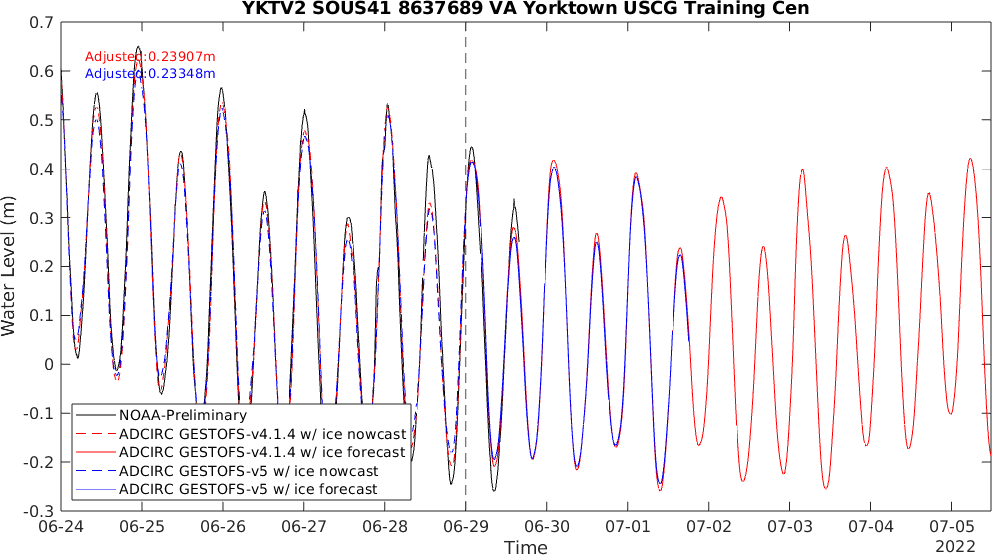 YKTV2 SOUS41 8637689 VA Yorktown USCG Training Cen
Adjusted:0.23907m
Adjusted:0.23348m
0.7
0.6
0.5
0.4
0.3
0.2
0.1
0
-0.1
-0.2
-0.3
Water Level (m)
NOAA-Preliminary
ADCIRC GESTOFS-v4.1.4 w/ ice nowcast
ADCIRC GESTOFS-v4.1.4 w/ ice forecast
ADCIRC GESTOFS-v5 w/ ice nowcast
ADCIRC GESTOFS-v5 w/ ice forecast
06-24 06-25 06-26 06-27 06-28 06-29 06-30 07-01 07-02 07-03 07-04 07-05
Time
2022